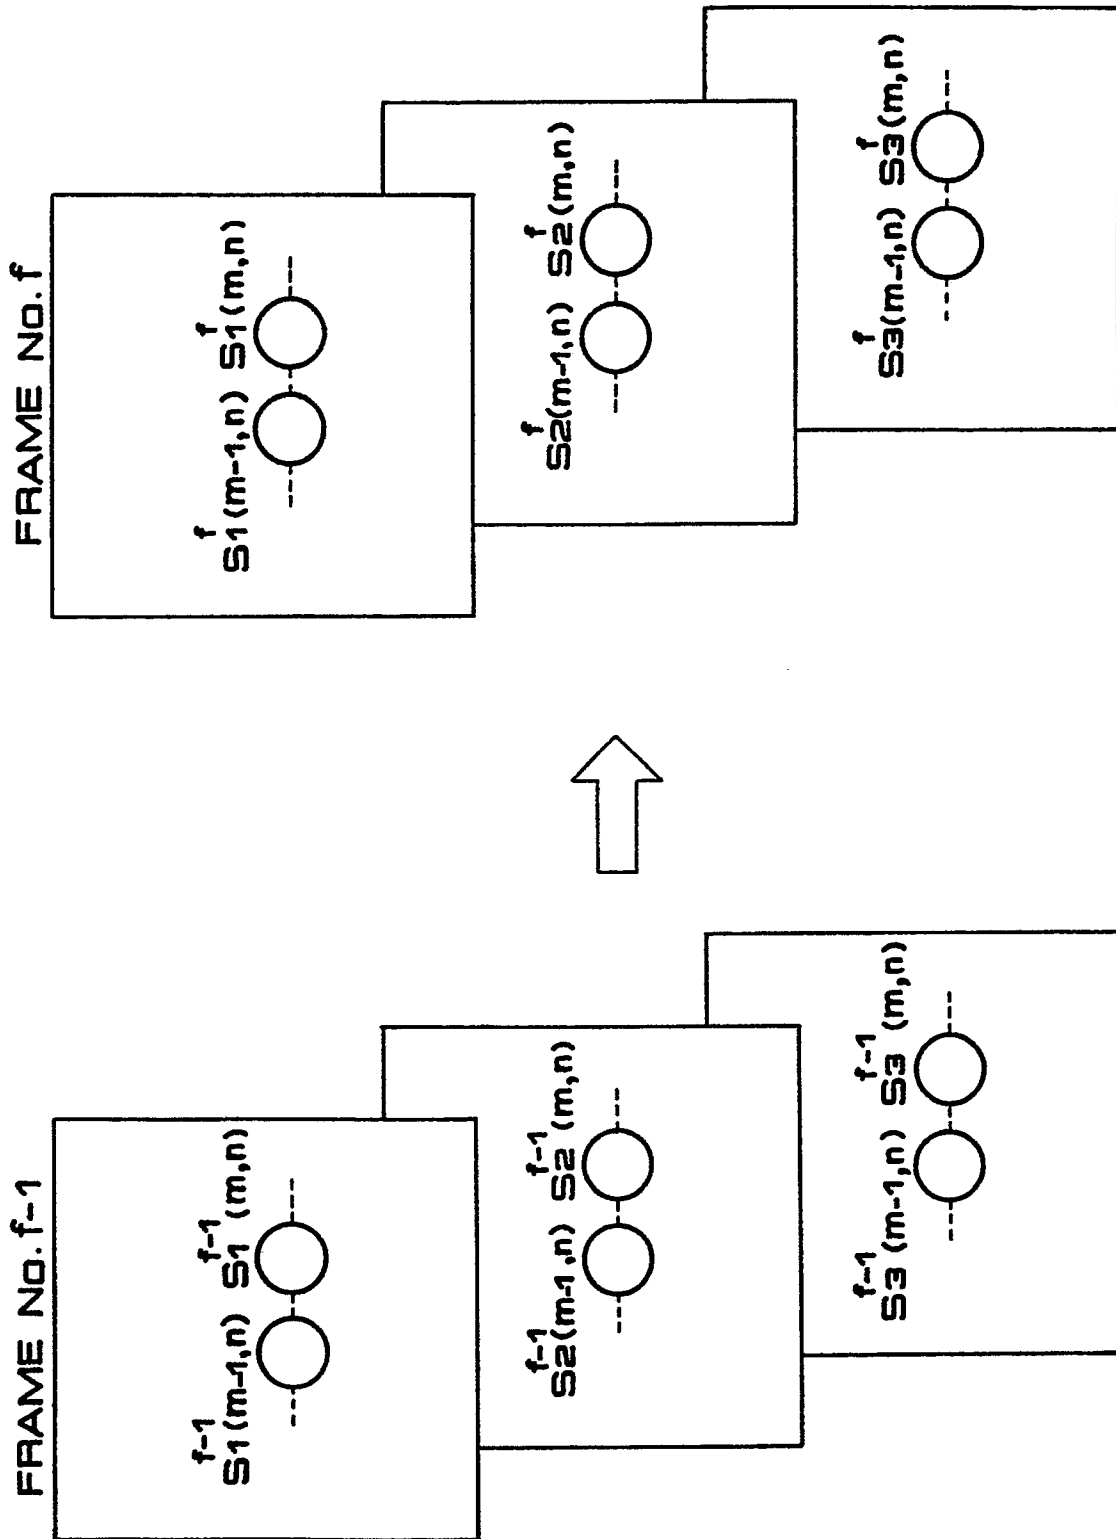 FRAME No.f-1
f-1 f-1
S1(m-1,n) S1 (m,n)
f-1 f-1
S2(m-1,n) S2 (m,n)
f-1 f-1
S3(m-1,n) S3 (m,n)
FRAME No.f
f f
S1(m-1,n) S1(m,n)
f f
S2(m-1,n) S2(m,n)
f f
S3(m-1,n) S3(m,n)